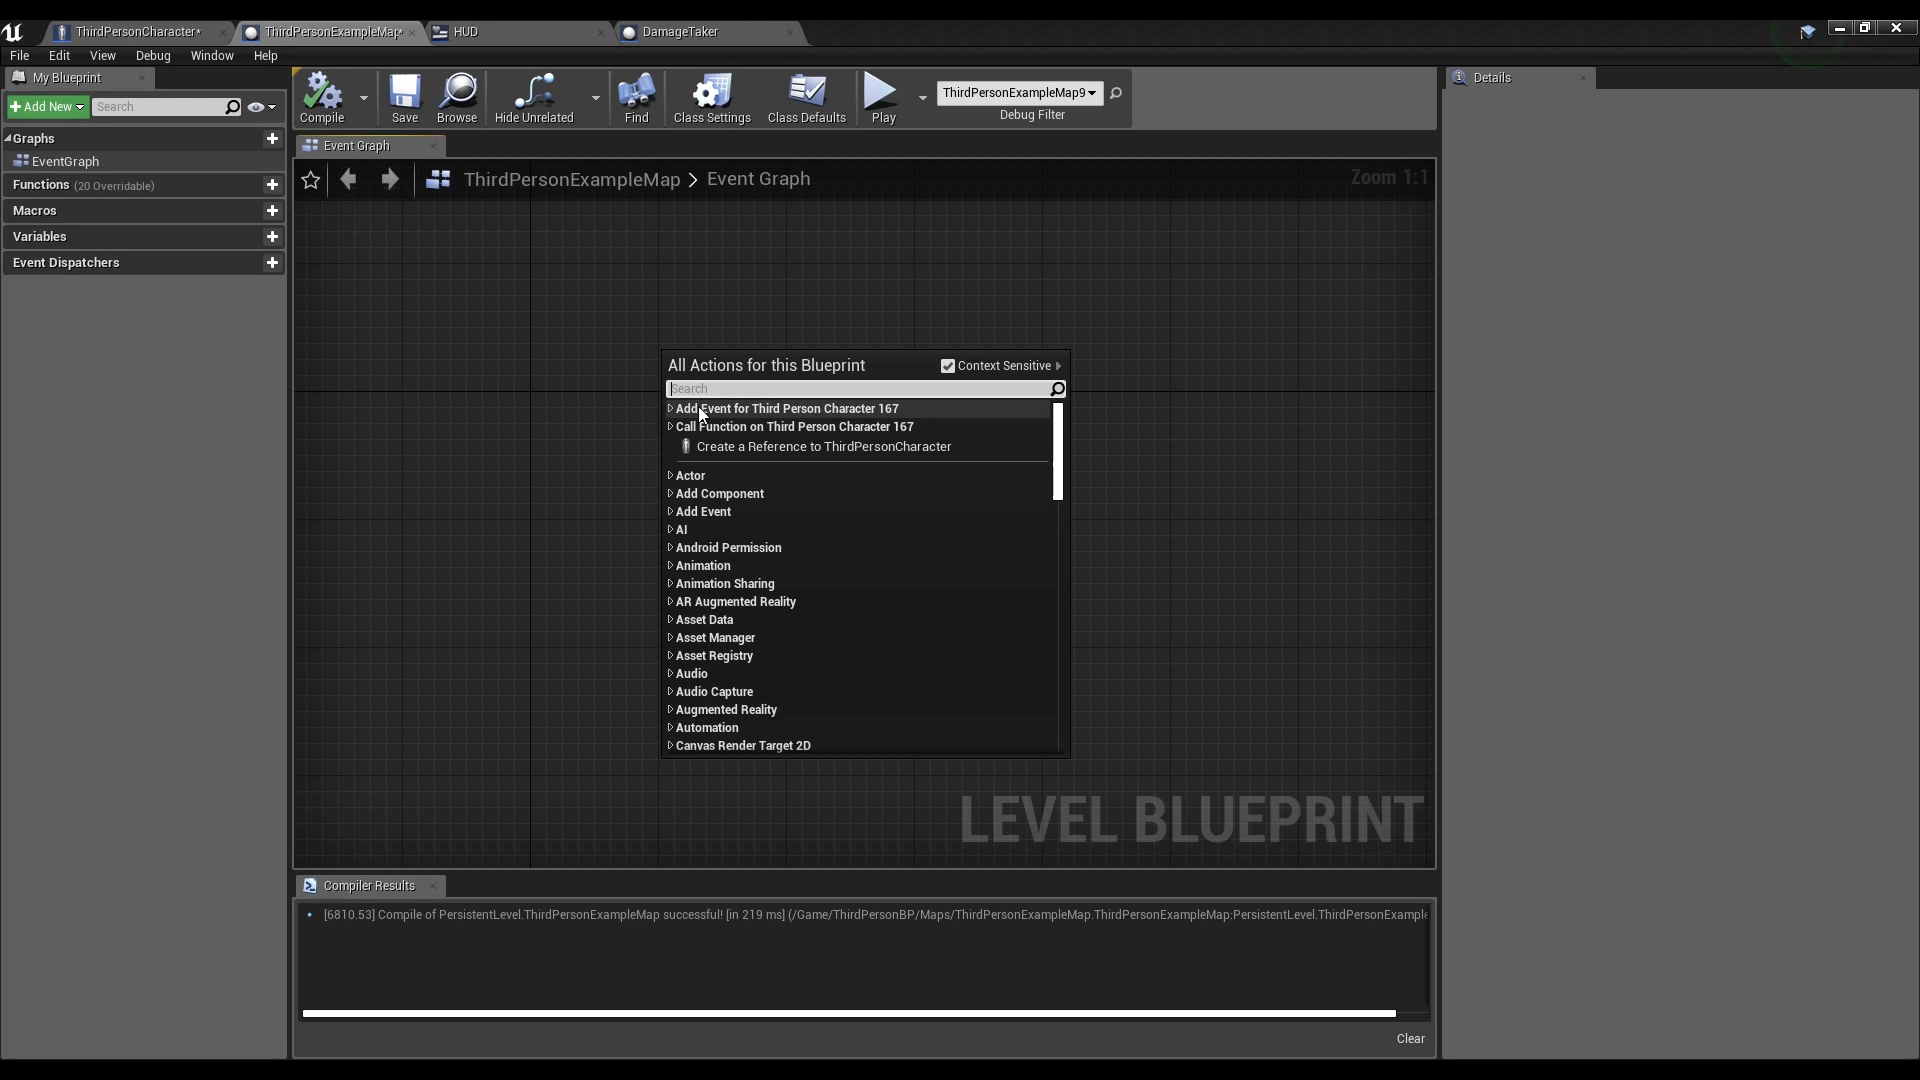 ThirdPersonCharacter*
ThirdPersonExampleMap*
HUD
DamageTaker
File Edit View Debug Window Help
My Blueprint
Add New
Search
Compile
Save
Browse
Hide Unrelated
Find
Class Settings
Class Defaults
Play
ThirdPersonExampleMap9
Debug Filter
Details
Graphs
EventGraph
Functions (20 Overridable)
Macros
Variables
Event Dispatchers
Event Graph
ThirdPersonExampleMap > Event Graph
Zoom 1:1
All Actions for this Blueprint
Context Sensitive
Search
Add Event for Third Person Character 167
Call Function on Third Person Character 167
Create a Reference to ThirdPersonCharacter
Actor
Add Component
Add Event
AI
Android Permission
Animation
Animation Sharing
AR Augmented Reality
Asset Data
Asset Manager
Asset Registry
Audio
Audio Capture
Augmented Reality
Automation
Canvas Render Target 2D
LEVEL BLUEPRINT
Compiler Results
[6810.53] Compile of PersistentLevel.ThirdPersonExampleMap successful! [in 219 ms] (/Game/ThirdPersonBP/Maps/ThirdPersonExampleMap.ThirdPersonExampleMap:PersistentLevel.ThirdPersonExample
Clear